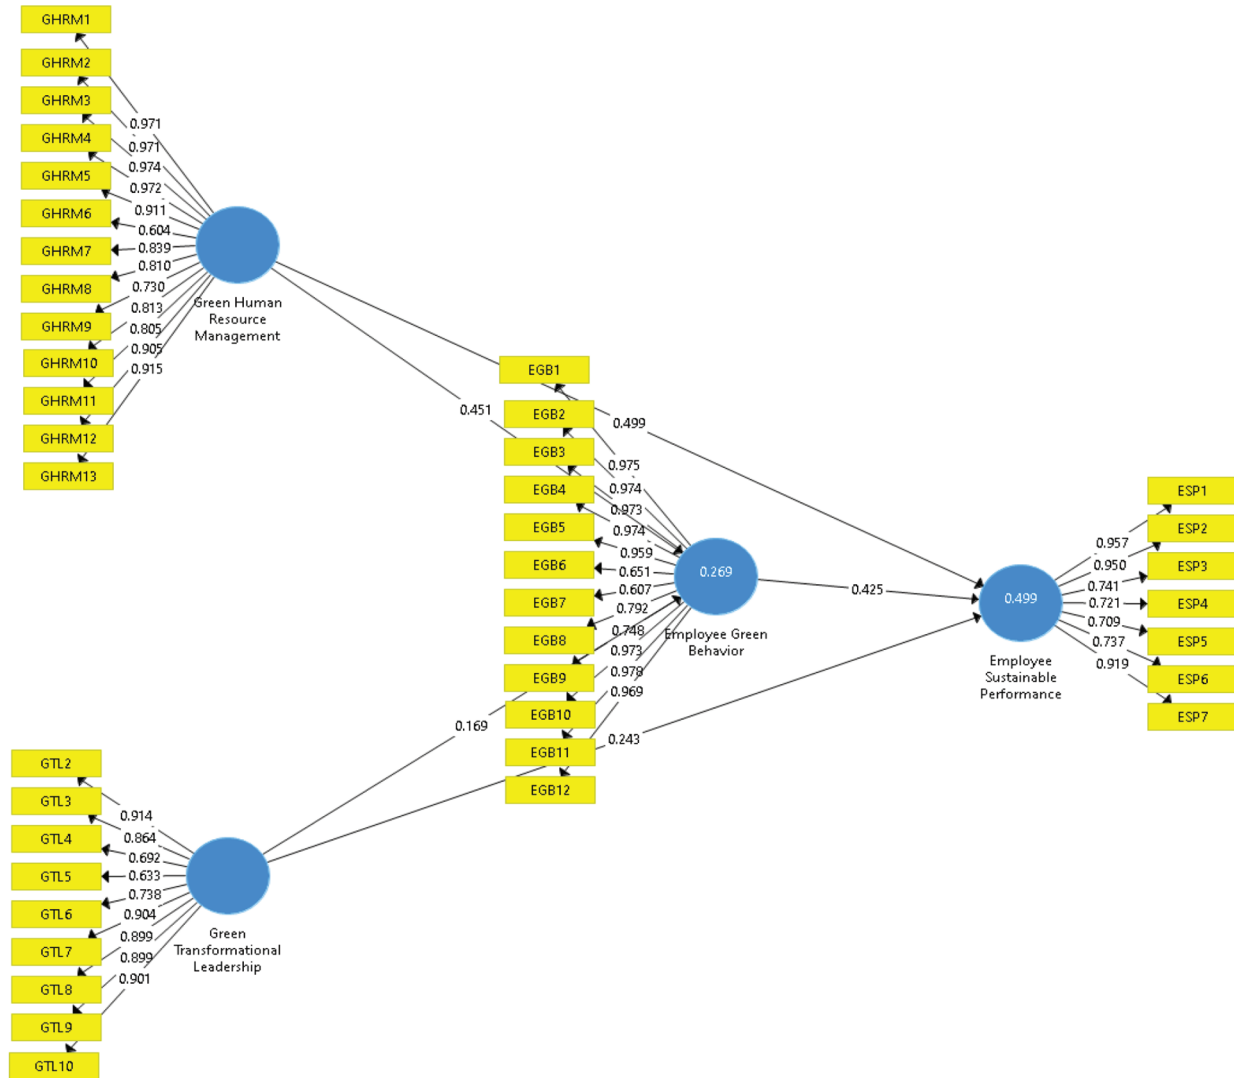 GHRM1
GHRM2
GHRM3
GHRM4
GHRM5
GHRM6
GHRM7
GHRM8
GHRM9
GHRM10
GHRM11
GHRM12
GHRM13
0.971
0.971
0.974
0.972
0.911
0.604
0.839
0.810
0.730
0.813
0.805
0.905
0.915
Green Human
Resource
Management
0.451
0.499
EGB1
EGB2
EGB3
EGB4
EGB5
EGB6
EGB7
EGB8
EGB9
EGB10
EGB11
EGB12
0.975
0.974
0.973
0.974
0.959
0.651
0.607
0.792
0.748
0.973
0.978
0.969
0.269
Employee Green
Behavior
0.425
0.169
0.243
GTL2
GTL3
GTL4
GTL5
GTL6
GTL7
GTL8
GTL9
GTL10
0.914
0.864
0.692
0.633
0.738
0.904
0.899
0.899
0.901
Green
Transformational
Leadership
0.499
Employee
Sustainable
Performance
0.957
0.950
0.741
0.721
0.709
0.737
0.919
ESP1
ESP2
ESP3
ESP4
ESP5
ESP6
ESP7